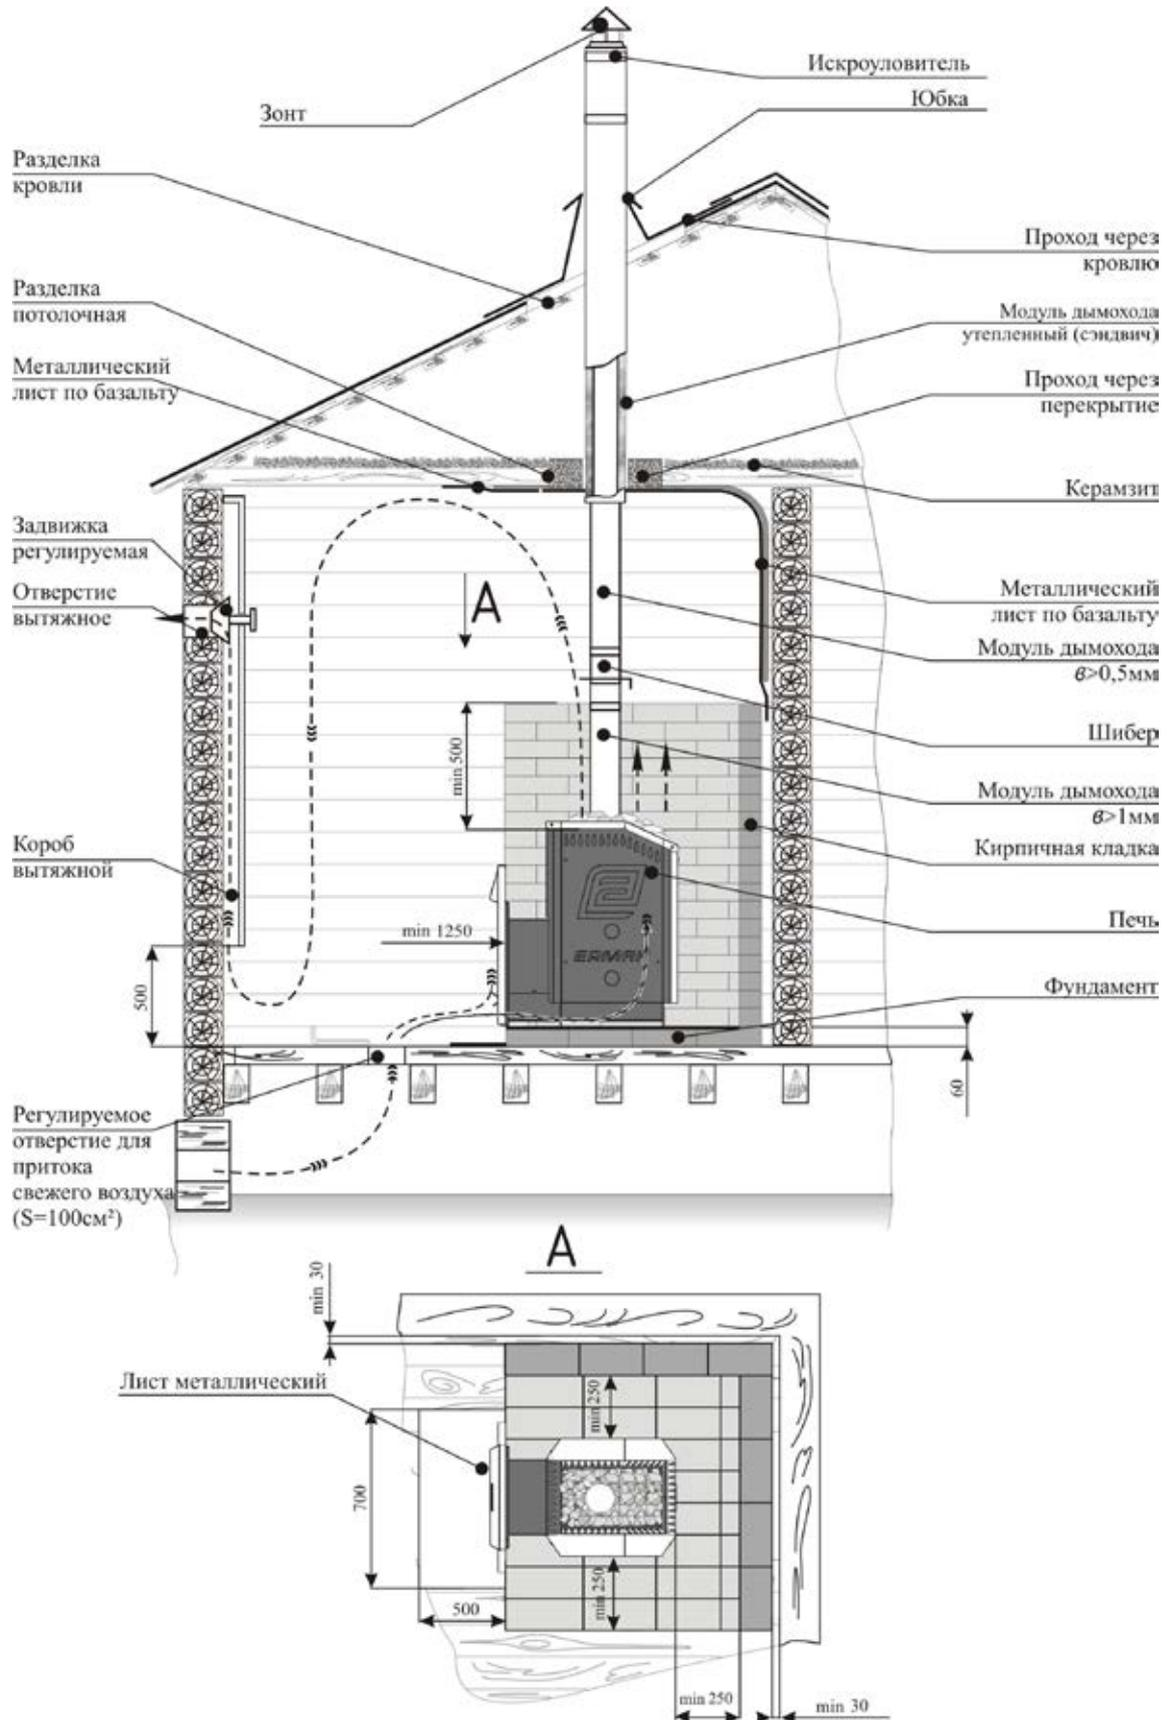 Зонт
Искроуловитель
Юбка
Разделка
кровли
Проход через
кровлю
Разделка
потолочная
Модуль дымохода
утепленный (сэндвич)
Металлический
лист по базальту
Проход через
перекрытие
Керамзит
Задвижка
регулируемая
Отверстие
вытяжное
А
Металлический
лист по базальту
Модуль дымохода
в>0,5мм
Шибер
min 500
Модуль дымохода
в>1мм
Короб
вытяжной
Кирпичная кладка
Печь
min 1250
ERMAK
500
Фундамент
60
Регулируемое
отверстие для
притока
свежего воздуха
(S=100см²)
А
min 30
Лист металлический
min 250
700
500
min 250
min 250
min 30